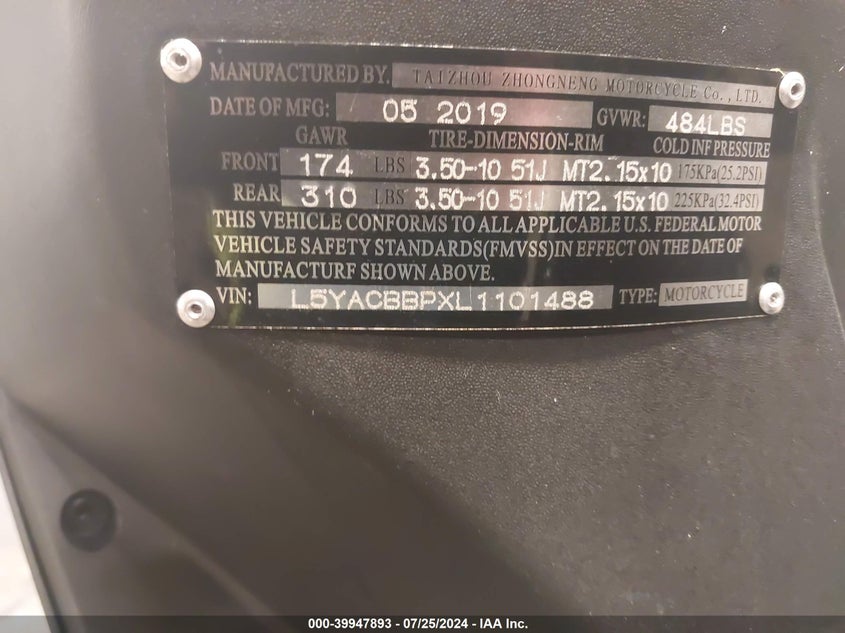 MANUFACTURED BY. TAIZHOU ZHONGNENG MOTORCYCLE Co., LTD.
DATE OF MFG: 05 2019 GVWR: 484LBS
GAWR TIRE-DIMENSION-RIM COLD INF PRESSURE
FRONT 174 LBS 3.50-10 51J MT2.15x10 175KPa(25.2PSI)
REAR 310 LBS 3.50-10 51J MT2.15x10 225KPa(32.4PSI)
THIS VEHICLE CONFORMS TO ALL APPLICABLE U.S. FEDERAL MOTOR
VEHICLE SAFETY STANDARDS(FMVSS)IN EFFECT ON THE DATE OF
MANUFACTURF SHOWN ABOVE.
VIN: L5YACBBPXL1101488 TYPE: MOTORCYCLE
000-39947893 - 07/25/2024 - IAA Inc.